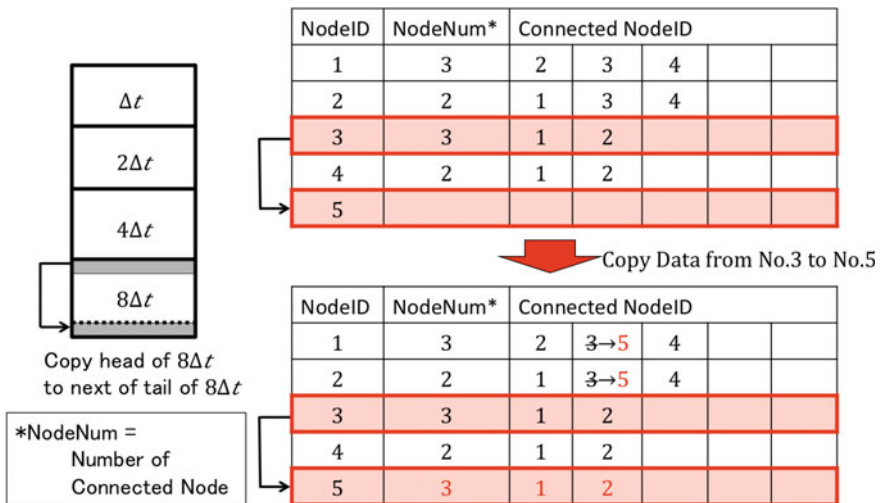 NodeID NodeNum* Connected NodeID
1 3 2 3 4
2 2 1 3 4
3 3 1 2
4 2 1 2
5
Δt
2Δt
4Δt
8Δt
Copy head of 8Δt
to next of tail of 8Δt
*NodeNum =
Number of
Connected Node
Copy Data from No.3 to No.5
NodeID NodeNum* Connected NodeID
1 3 2 3→5 4
2 2 1 3→5 4
3 3 1 2
4 2 1 2
5 3 1 2